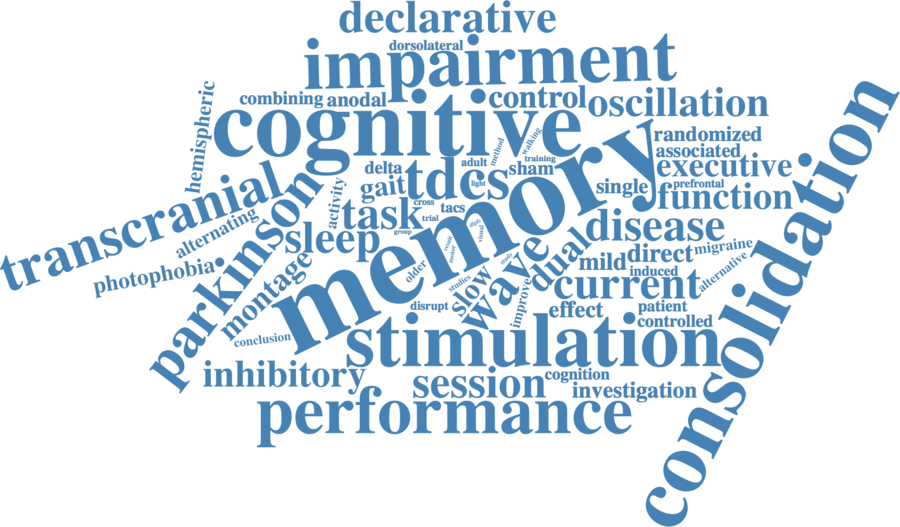 declarative
dorsolateral
impairment
hemispheric
combining
anodal
control
oscillation
cognitive
randomized
associated
executive
prefrontal
function
single
method
walking
training
adult
sham
light
delta
tdcs
gait
memory
activity
cross
tacs
trial
task
group
transcranial
alternating
photophobia
parkinson
sleep
montage
disease
consolidation
direct
migraine
mild
induced
alternative
dual
wave
slow
older
motor
visual
study
studies
current
improve
disrupt
effect
patient
controlled
conclusion
stimulation
inhibitory
session
cognition
investigation
performance